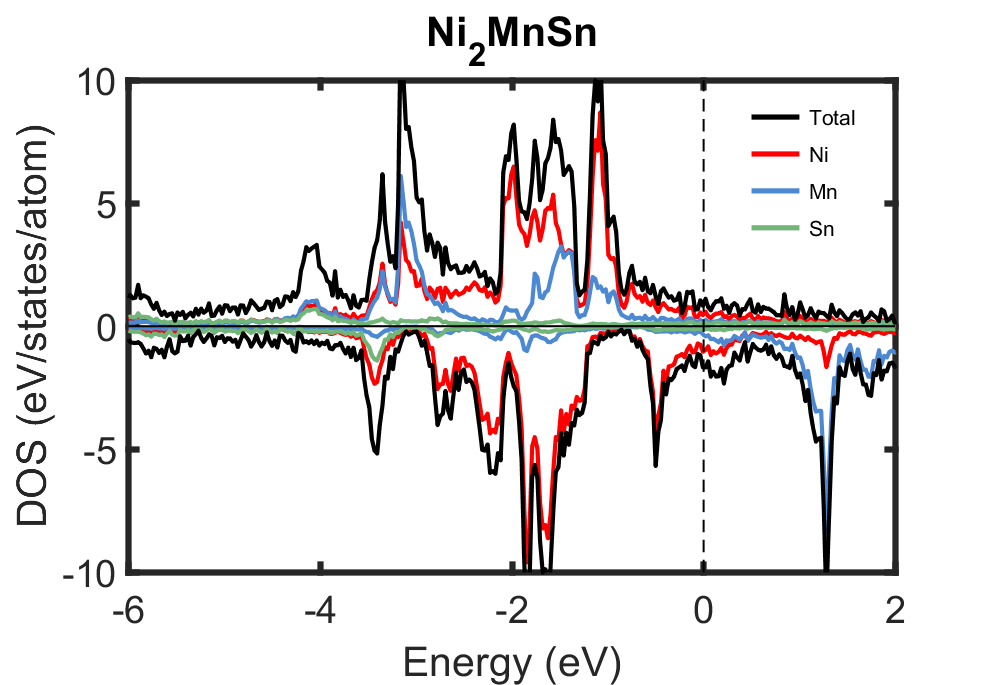 Ni2MnSn
DOS (eV/states/atom)
10
5
0
-5
-10
Total
Ni
Mn
Sn
-6 -4 -2 0 2
Energy (eV)